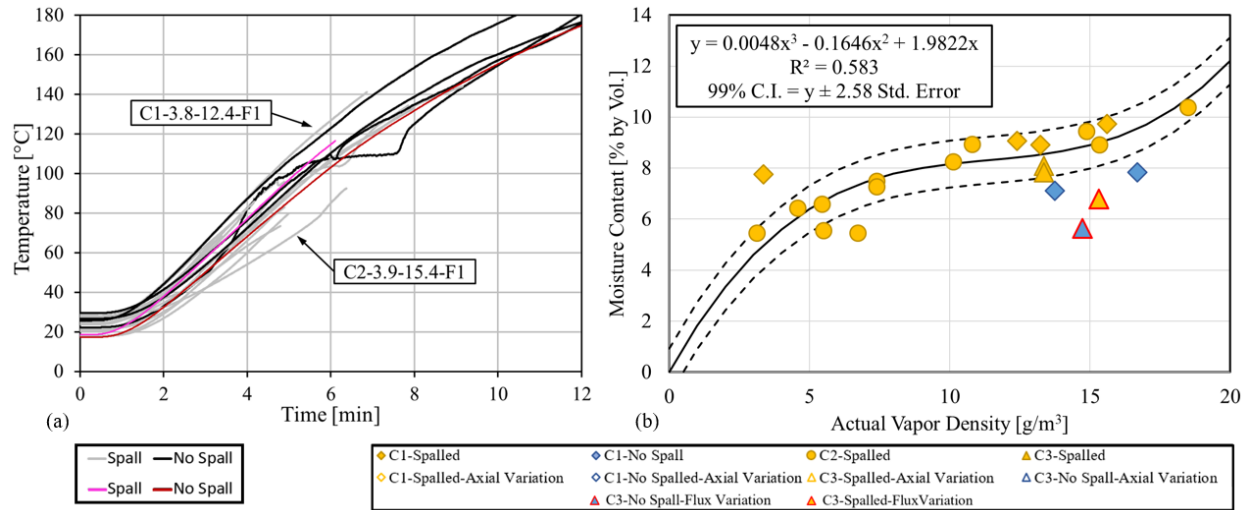 180
160
140
120
100
80
60
40
20
0
Temperature [°C]
C1-3.8-12.4-F1
C2-3.9-15.4-F1
0 2 4 6 8 10 12
(a)
Time [min]
Spall No Spall
Spall No Spall
14
12
10
8
6
4
2
0
Moisture Content [% by Vol.]
y = 0.0048x³ - 0.1646x² + 1.9822x
R² = 0.583
99% C.I. = y ± 2.58 Std. Error
0 5 10 15 20
(b)
Actual Vapor Density [g/m³]
C1-Spalled C1-No Spall C2-Spalled C3-Spalled
C1-Spalled-Axial Variation C1-No Spalled-Axial Variation C3-Spalled-Axial Variation C3-No Spall-Axial Variation
C3-No Spall-Flux Variation C3-Spalled-FluxVariation